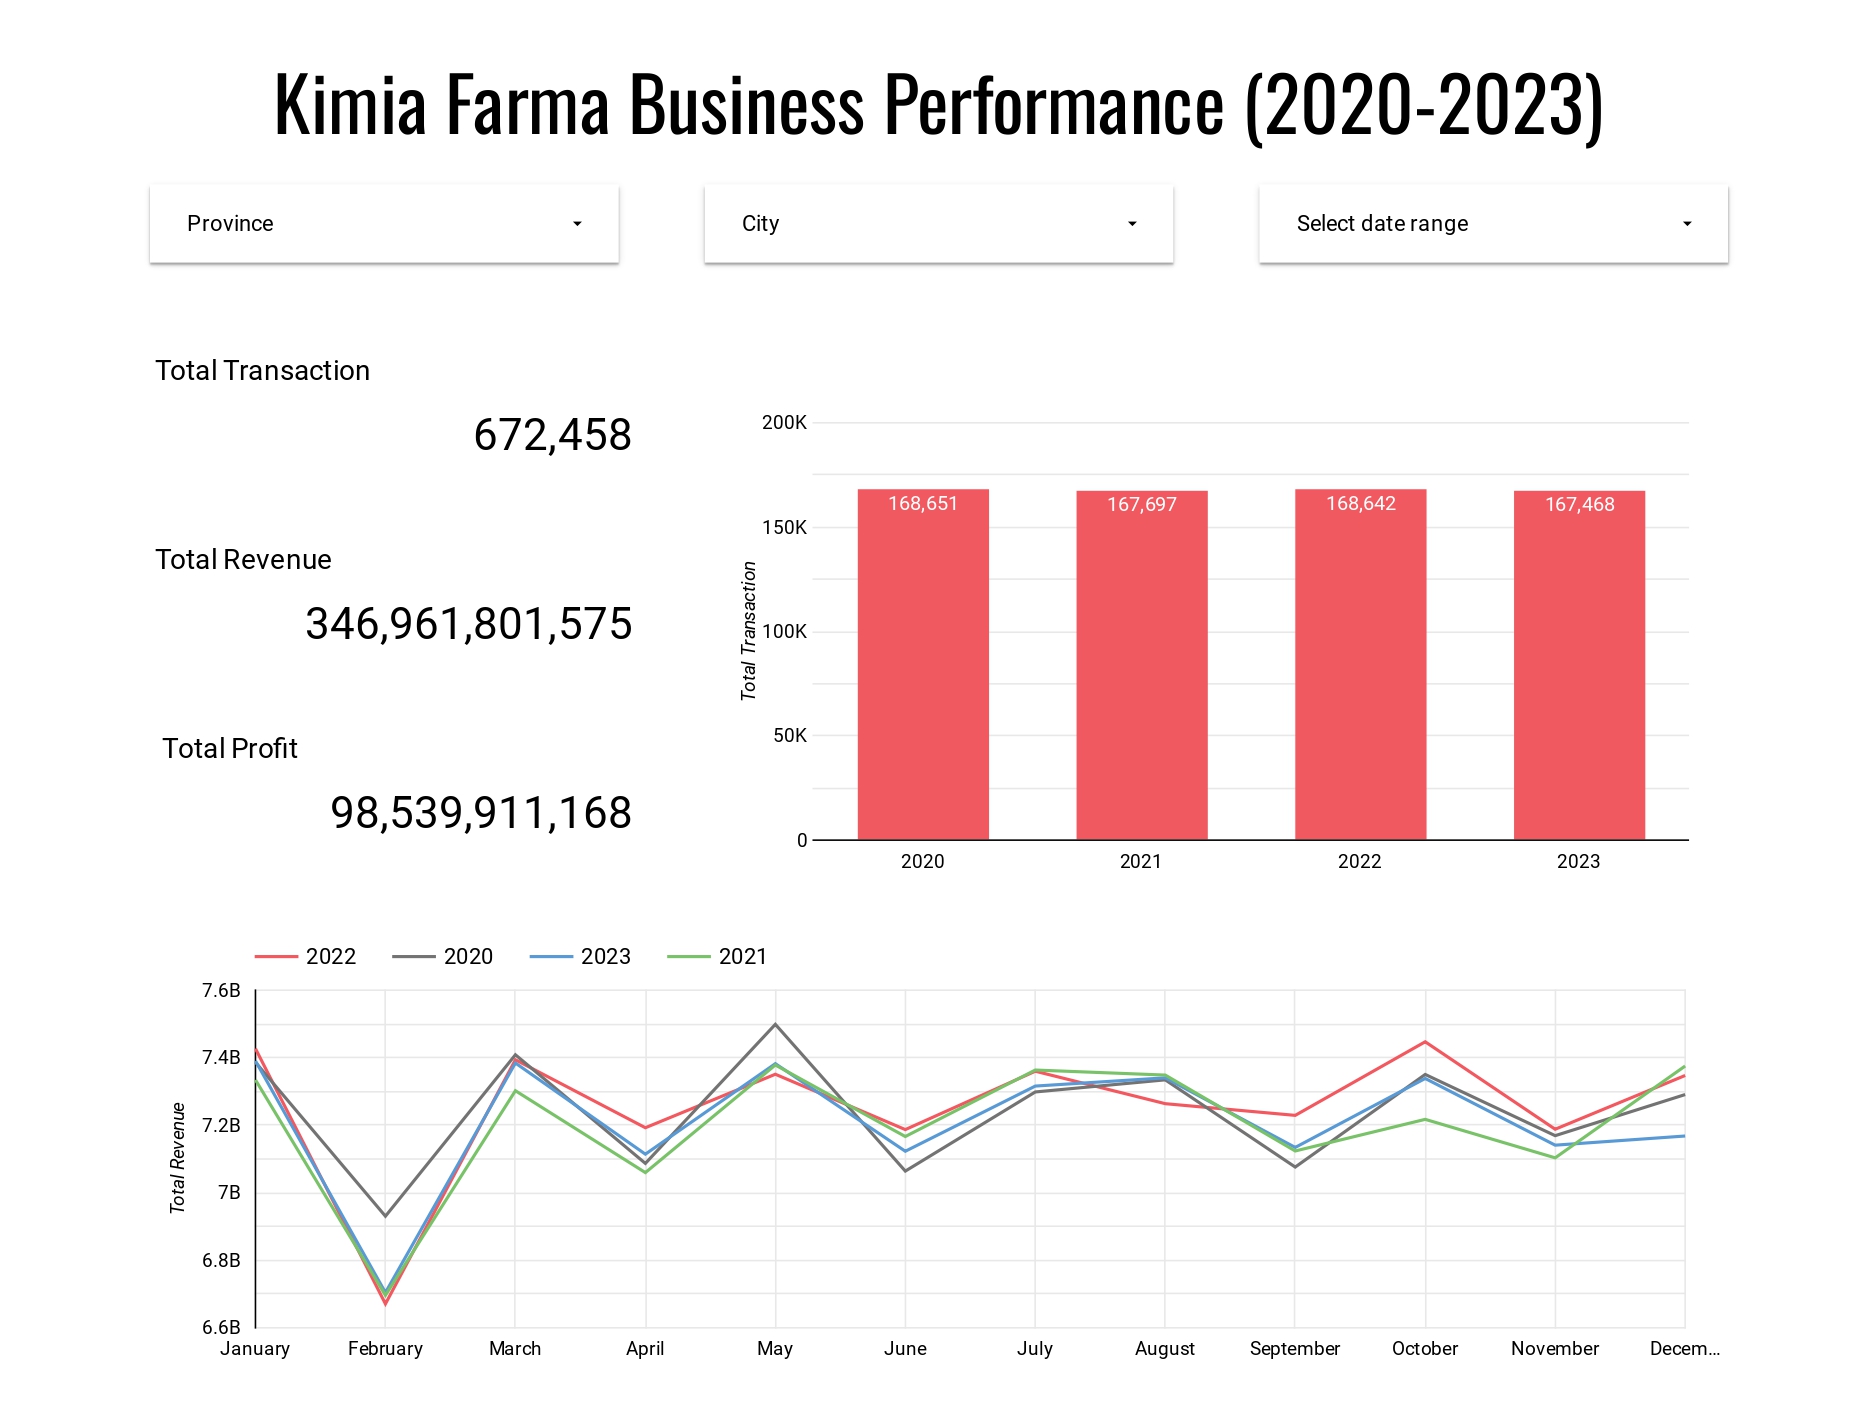 Kimia Farma Business Performance (2020-2023)
Province
City
Select date range
Total Transaction
672,458
Total Revenue
346,961,801,575
Total Profit
98,539,911,168
Total Transaction
200K
150K
100K
50K
0
168,651
167,697
168,642
167,468
2020
2021
2022
2023
2022
2020
2023
2021
Total Revenue
7.6B
7.4B
7.2B
7B
6.8B
6.6B
January
February
March
April
May
June
July
August
September
October
November
Decem...